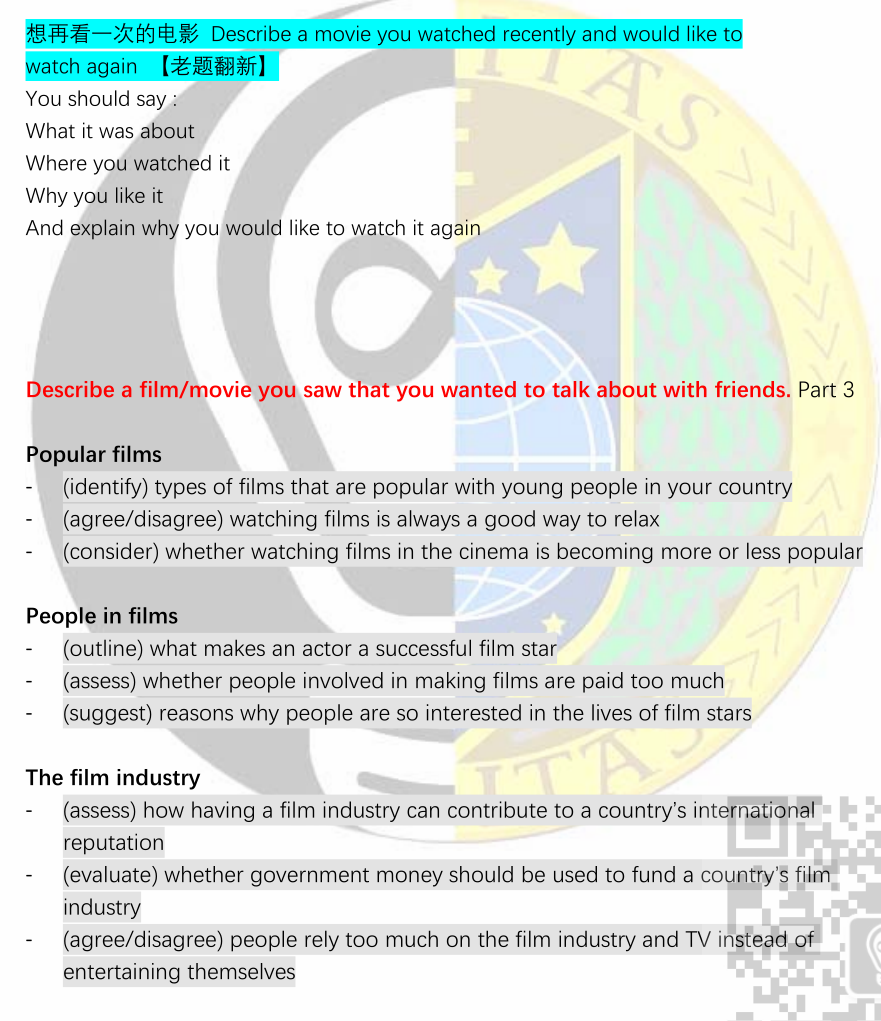 想再看一次的电影 Describe a movie you watched recently and would like to
watch again 【老题翻新】
You should say :
What it was about
Where you watched it
Why you like it
And explain why you would like to watch it again
Describe a film/movie you saw that you wanted to talk about with friends. Part 3
Popular films
- (identify) types of films that are popular with young people in your country
- (agree/disagree) watching films is always a good way to relax
- (consider) whether watching films in the cinema is becoming more or less popular
People in films
- (outline) what makes an actor a successful film star
- (assess) whether people involved in making films are paid too much
- (suggest) reasons why people are so interested in the lives of film stars
The film industry
- (assess) how having a film industry can contribute to a country’s international
reputation
- (evaluate) whether government money should be used to fund a country’s film
industry
- (agree/disagree) people rely too much on the film industry and TV instead of
entertaining themselves